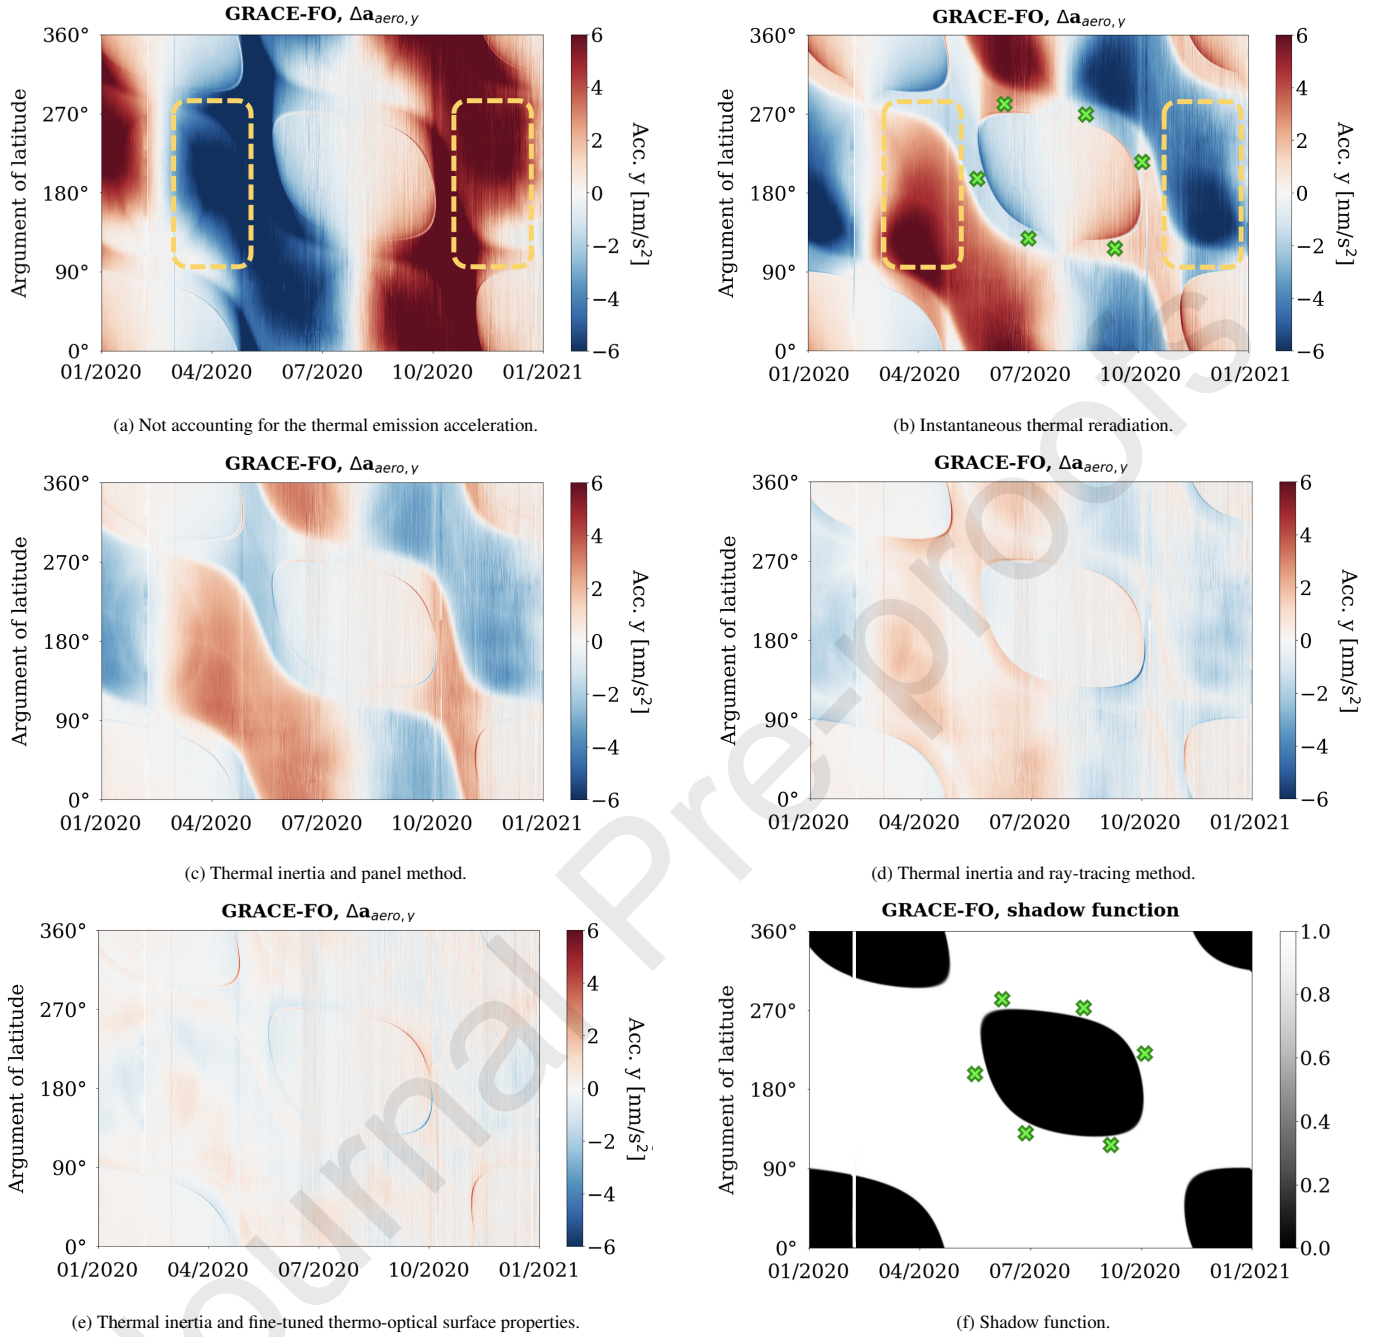 GRACE-FO, Δa_aero,y
360°
270°
180°
90°
0°
Argument of latitude
01/2020 04/2020 07/2020 10/2020 01/2021
6
4
2
0
−2
−4
−6
Acc. y [nm/s²]
(a) Not accounting for the thermal emission acceleration.
GRACE-FO, Δa_aero,y
360°
270°
180°
90°
0°
Argument of latitude
01/2020 04/2020 07/2020 10/2020 01/2021
6
4
2
0
−2
−4
−6
Acc. y [nm/s²]
(b) Instantaneous thermal reradiation.
GRACE-FO, Δa_aero,y
360°
270°
180°
90°
0°
Argument of latitude
01/2020 04/2020 07/2020 10/2020 01/2021
6
4
2
0
−2
−4
−6
Acc. y [nm/s²]
(c) Thermal inertia and panel method.
GRACE-FO, Δa_aero,y
360°
270°
180°
90°
0°
Argument of latitude
01/2020 04/2020 07/2020 10/2020 01/2021
6
4
2
0
−2
−4
−6
Acc. y [nm/s²]
(d) Thermal inertia and ray-tracing method.
GRACE-FO, Δa_aero,y
360°
270°
180°
90°
0°
Argument of latitude
01/2020 04/2020 07/2020 10/2020 01/2021
6
4
2
0
−2
−4
−6
Acc. y [nm/s²]
(e) Thermal inertia and fine-tuned thermo-optical surface properties.
GRACE-FO, shadow function
360°
270°
180°
90°
0°
Argument of latitude
01/2020 04/2020 07/2020 10/2020 01/2021
1.0
0.8
0.6
0.4
0.2
0.0
(f) Shadow function.
Journal Pre-proofs